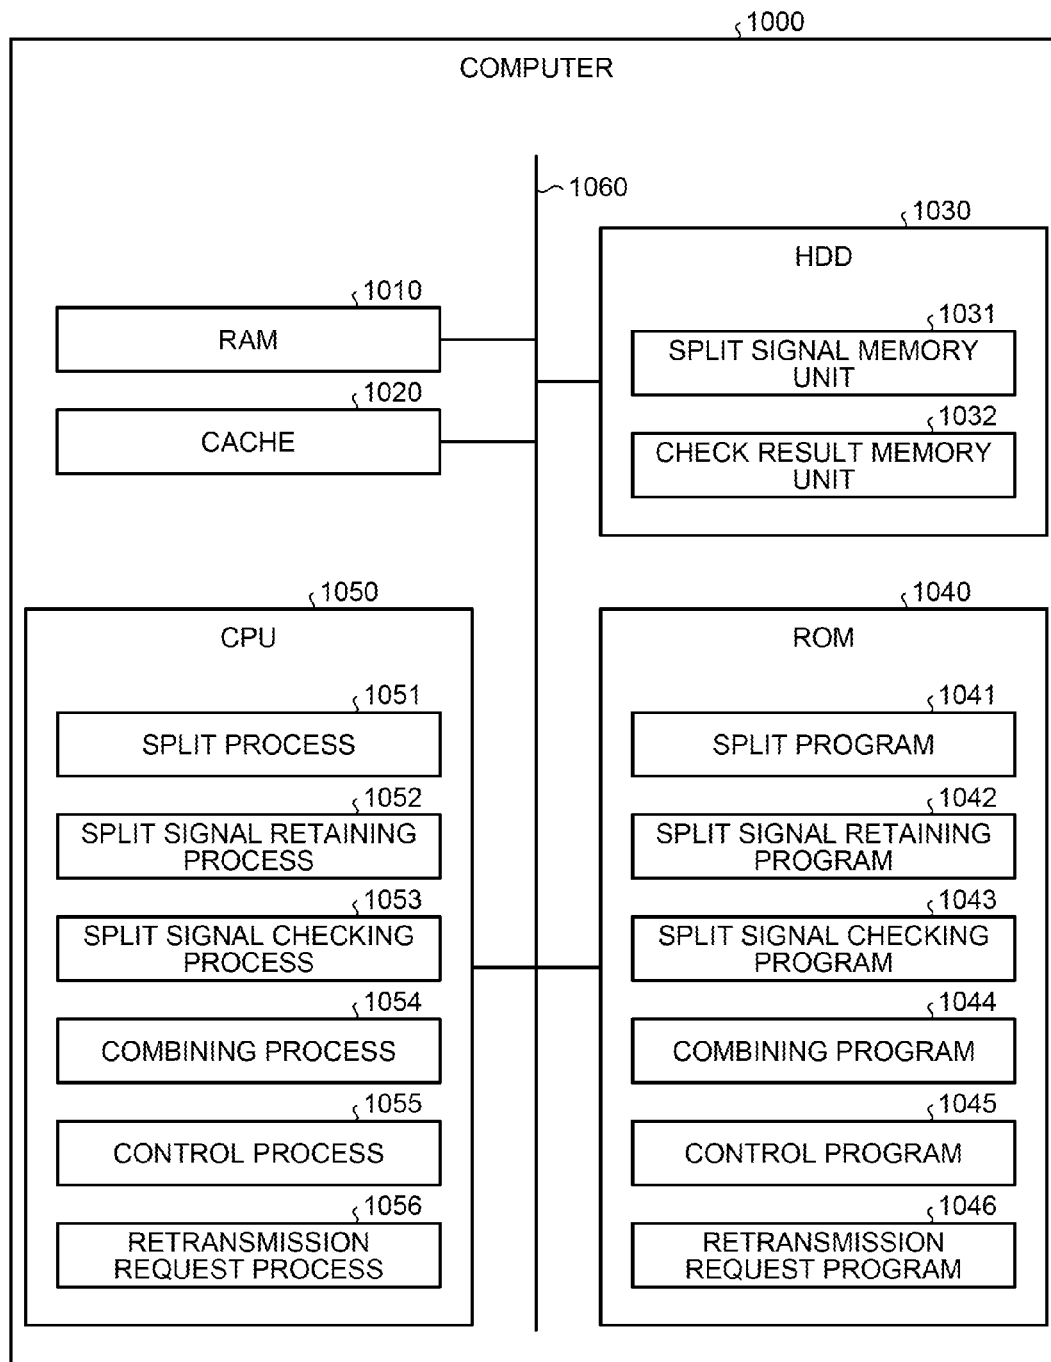 1000
COMPUTER
1060
1010
RAM
1020
CACHE
1030
HDD
1031
SPLIT SIGNAL MEMORY
UNIT
1032
CHECK RESULT MEMORY
UNIT
1050
CPU
1051
SPLIT PROCESS
1052
SPLIT SIGNAL RETAINING
PROCESS
1053
SPLIT SIGNAL CHECKING
PROCESS
1054
COMBINING PROCESS
1055
CONTROL PROCESS
1056
RETRANSMISSION
REQUEST PROCESS
1040
ROM
1041
SPLIT PROGRAM
1042
SPLIT SIGNAL RETAINING
PROGRAM
1043
SPLIT SIGNAL CHECKING
PROGRAM
1044
COMBINING PROGRAM
1045
CONTROL PROGRAM
1046
RETRANSMISSION
REQUEST PROGRAM